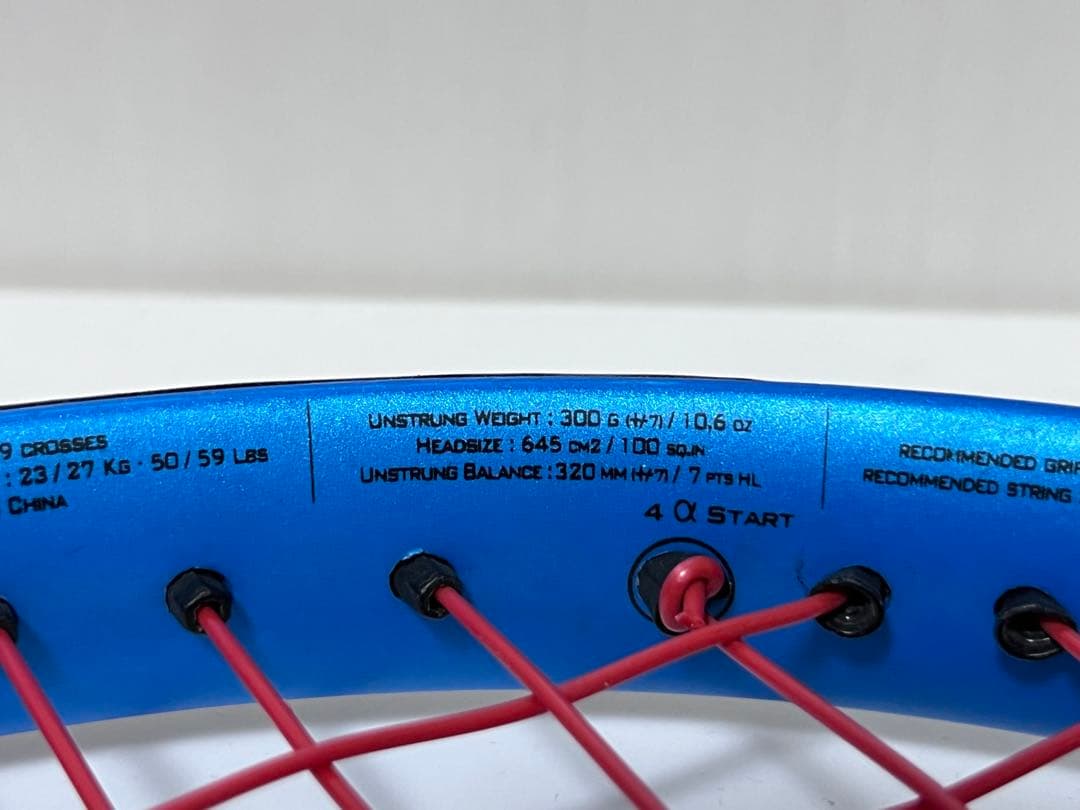 9 CROSSES
: 23 / 27 KG · 50 / 59 LBS
CHINA
UNSTRUNG WEIGHT : 300 G (+/-7) / 10,6 OZ
HEADSIZE : 645 CM2 / 100 SQ.IN
UNSTRUNG BALANCE : 320 MM (+/-7) / 7 PTS HL
4 α START
RECOMMENDED GRIP
RECOMMENDED STRING